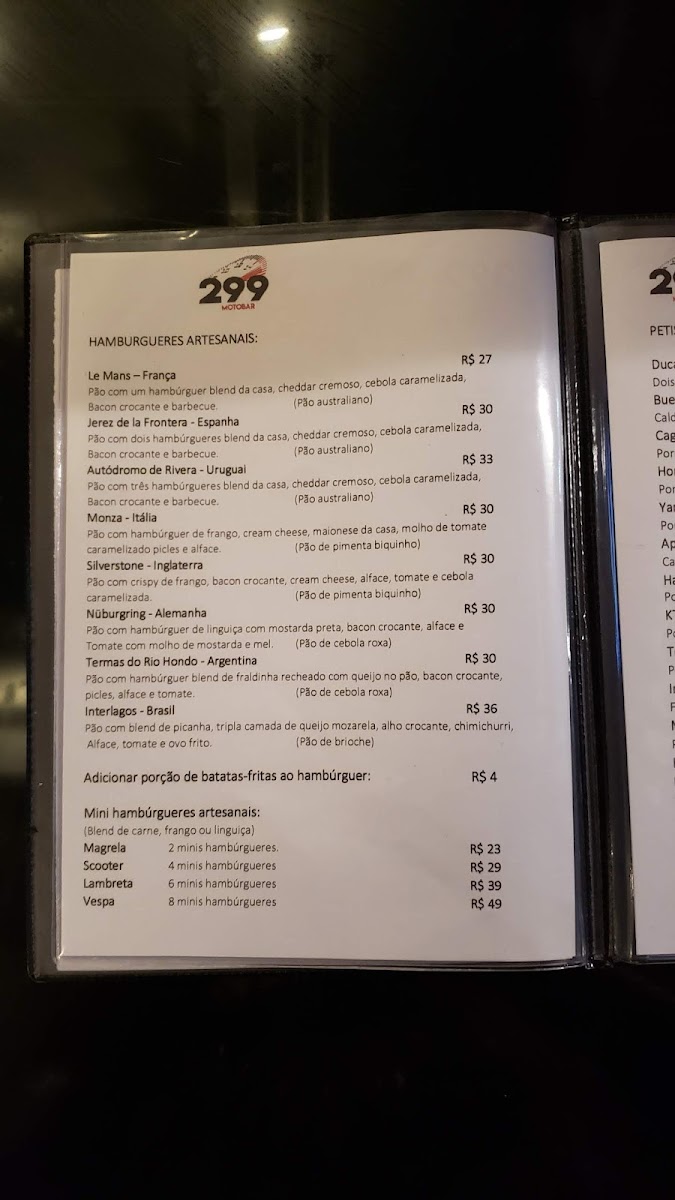 299
MOTOBAR
HAMBURGUERES ARTESANAIS:
Le Mans – França R$ 27
Pão com um hambúrguer blend da casa, cheddar cremoso, cebola caramelizada,
Bacon crocante e barbecue. (Pão australiano)
Jerez de la Frontera - Espanha R$ 30
Pão com dois hambúrgueres blend da casa, cheddar cremoso, cebola caramelizada,
Bacon crocante e barbecue. (Pão australiano)
Autódromo de Rivera - Uruguai R$ 33
Pão com três hambúrgueres blend da casa, cheddar cremoso, cebola caramelizada,
Bacon crocante e barbecue. (Pão australiano)
Monza - Itália R$ 30
Pão com hambúrguer de frango, cream cheese, maionese da casa, molho de tomate
caramelizado picles e alface. (Pão de pimenta biquinho)
Silverstone - Inglaterra R$ 30
Pão com crispy de frango, bacon crocante, cream cheese, alface, tomate e cebola
caramelizada. (Pão de pimenta biquinho)
Nüburgring - Alemanha R$ 30
Pão com hambúrguer de linguiça com mostarda preta, bacon crocante, alface e
Tomate com molho de mostarda e mel. (Pão de cebola roxa)
Termas do Rio Hondo - Argentina R$ 30
Pão com hambúrguer blend de fraldinha recheado com queijo no pão, bacon crocante,
picles, alface e tomate. (Pão de cebola roxa)
Interlagos - Brasil R$ 36
Pão com blend de picanha, tripla camada de queijo mozarela, alho crocante, chimichurri,
Alface, tomate e ovo frito. (Pão de brioche)
Adicionar porção de batatas-fritas ao hambúrguer: R$ 4
Mini hambúrgueres artesanais:
(Blend de carne, frango ou linguiça)
Magrela 2 minis hambúrgueres. R$ 23
Scooter 4 minis hambúrgueres R$ 29
Lambreta 6 minis hambúrgueres R$ 39
Vespa 8 minis hambúrgueres R$ 49